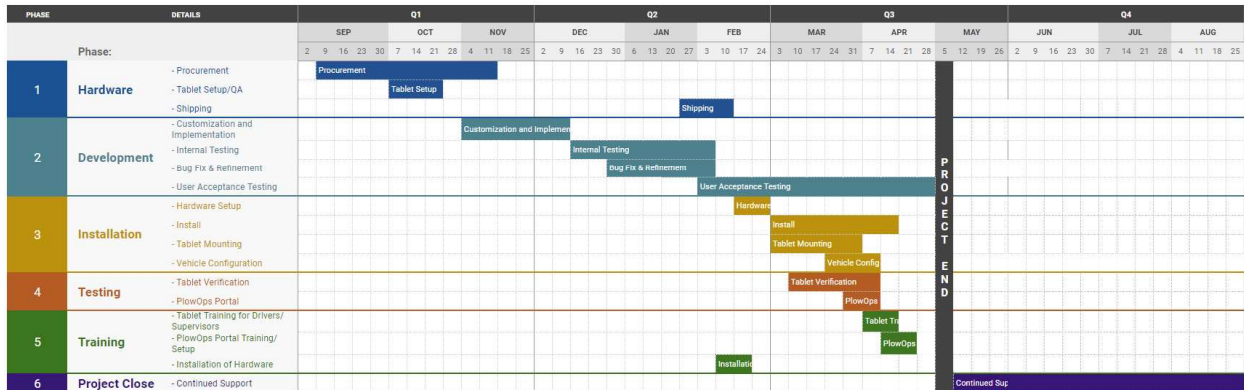 PHASE DETAILS Q1 Q2 Q3 Q4
SEP OCT NOV DEC JAN FEB MAR APR MAY JUN JUL AUG
Phase: 2 9 16 23 30 7 14 21 28 4 11 18 25 2 9 16 23 30 6 13 20 27 3 10 17 24 3 10 17 24 31 7 14 21 28 5 12 19 26 2 9 16 23 30 7 14 21 28 4 11 18 25
- Procurement Procurement
1 Hardware - Tablet Setup/QA Tablet Setup
- Shipping Shipping
- Customization and
Implementation Customization and Implemen
- Internal Testing Internal Testing
2 Development
- Bug Fix & Refinement Bug Fix & Refinement
- User Acceptance Testing User Acceptance Testing
- Hardware Setup Hardware
- Install Install
3 Installation
- Tablet Mounting Tablet Mounting
- Vehicle Configuration Vehicle Config
- Tablet Verification Tablet Verification
4 Testing
- PlowOps Portal PlowOps
- Tablet Training for Drivers/
Supervisors Tablet Tr
5 Training
- PlowOps Portal Training/
Setup PlowOps
- Installation of Hardware Installatic
6 Project Close - Continued Support Continued Sup
PROJECT END